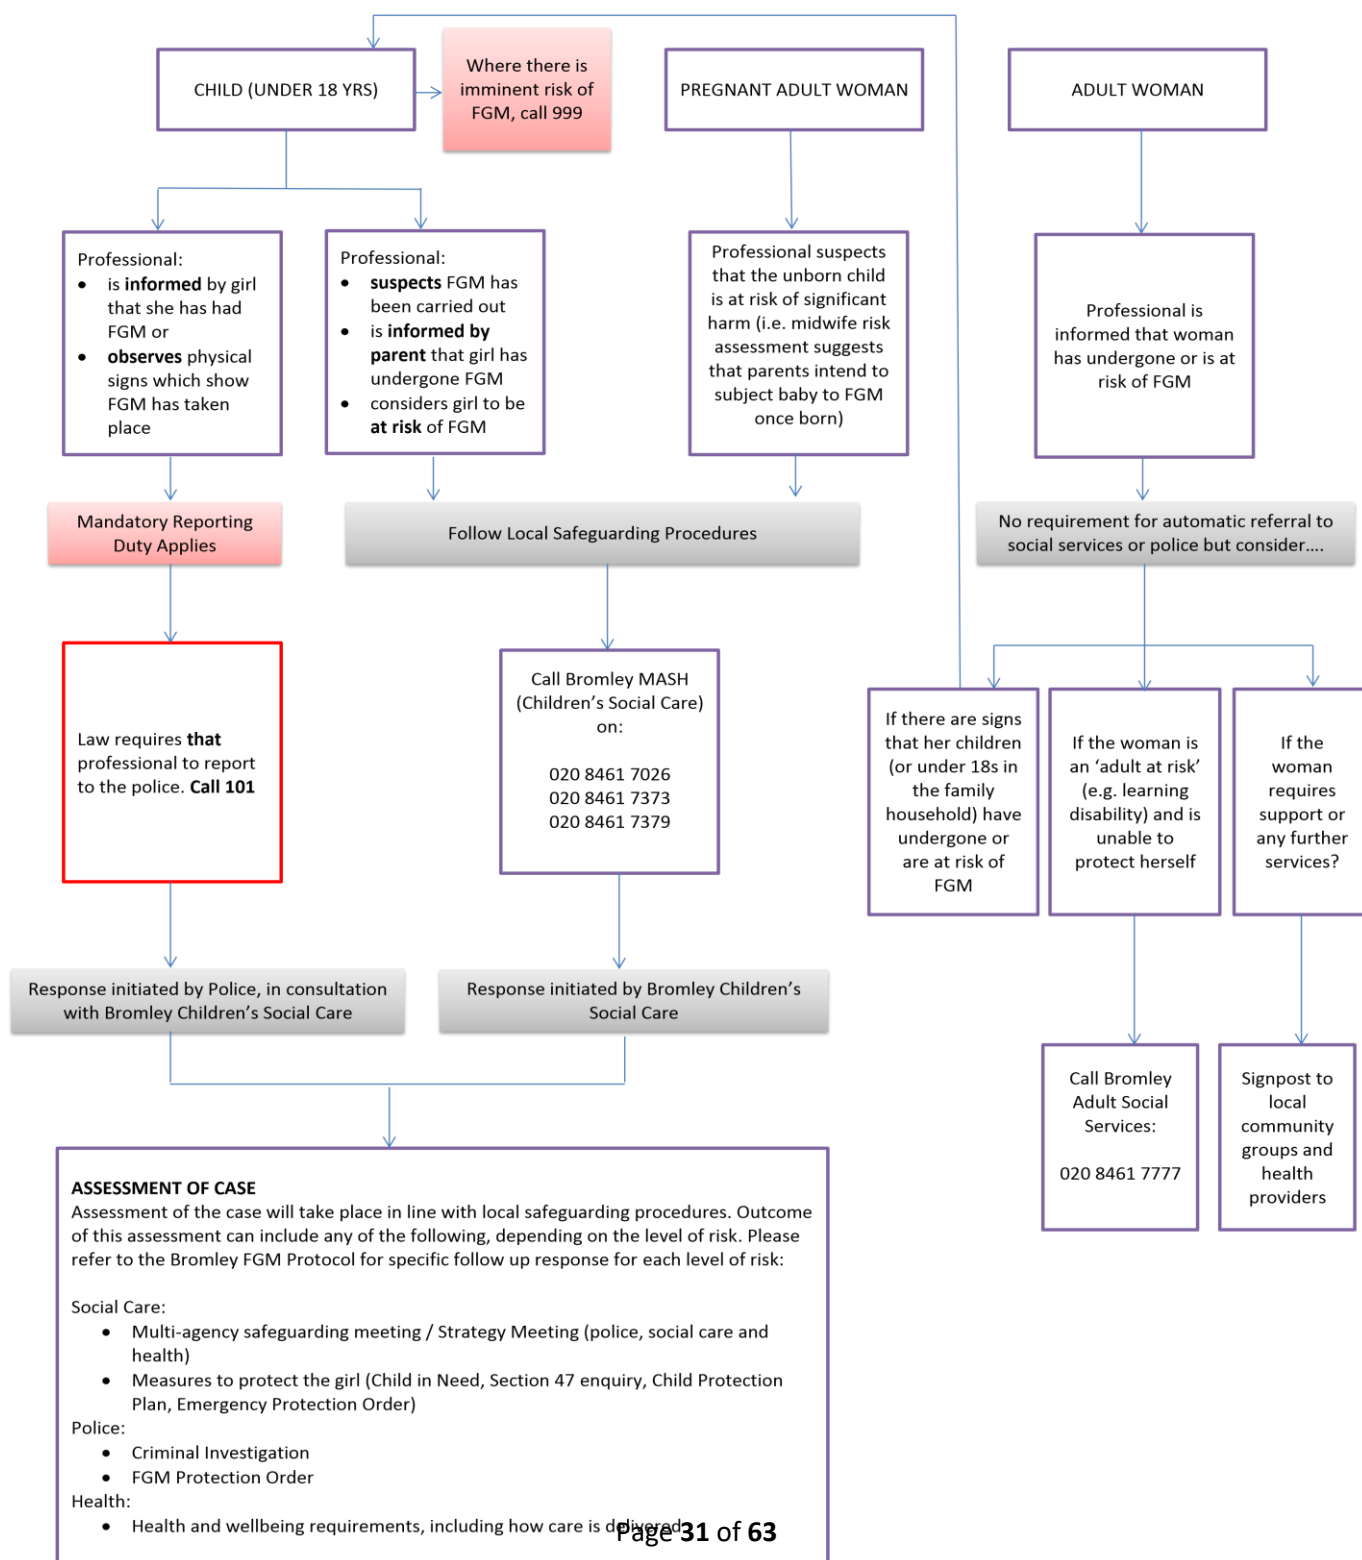 CHILD (UNDER 18 YRS)
Where there is
imminent risk of
FGM, call 999
PREGNANT ADULT WOMAN
ADULT WOMAN
Professional:
• is informed by girl
that she has had
FGM or
• observes physical
signs which show
FGM has taken
place
Professional:
• suspects FGM has
been carried out
• is informed by
parent that girl has
undergone FGM
• considers girl to be
at risk of FGM
Professional suspects
that the unborn child
is at risk of significant
harm (i.e. midwife risk
assessment suggests
that parents intend to
subject baby to FGM
once born)
Professional is
informed that woman
has undergone or is at
risk of FGM
Mandatory Reporting
Duty Applies
Follow Local Safeguarding Procedures
No requirement for automatic referral to
social services or police but consider....
Law requires that
professional to report
to the police. Call 101
Call Bromley MASH
(Children’s Social Care)
on:
020 8461 7026
020 8461 7373
020 8461 7379
If there are signs
that her children
(or under 18s in
the family
household) have
undergone or
are at risk of
FGM
If the woman is
an ‘adult at risk’
(e.g. learning
disability) and is
unable to
protect herself
If the
woman
requires
support or
any further
services?
Response initiated by Police, in consultation
with Bromley Children’s Social Care
Response initiated by Bromley Children’s
Social Care
Call Bromley
Adult Social
Services:
020 8461 7777
Signpost to
local
community
groups and
health
providers
ASSESSMENT OF CASE
Assessment of the case will take place in line with local safeguarding procedures. Outcome
of this assessment can include any of the following, depending on the level of risk. Please
refer to the Bromley FGM Protocol for specific follow up response for each level of risk:
Social Care:
• Multi-agency safeguarding meeting / Strategy Meeting (police, social care and
health)
• Measures to protect the girl (Child in Need, Section 47 enquiry, Child Protection
Plan, Emergency Protection Order)
Police:
• Criminal Investigation
• FGM Protection Order
Health:
• Health and wellbeing requirements, including how care is delivered
Page 31 of 63